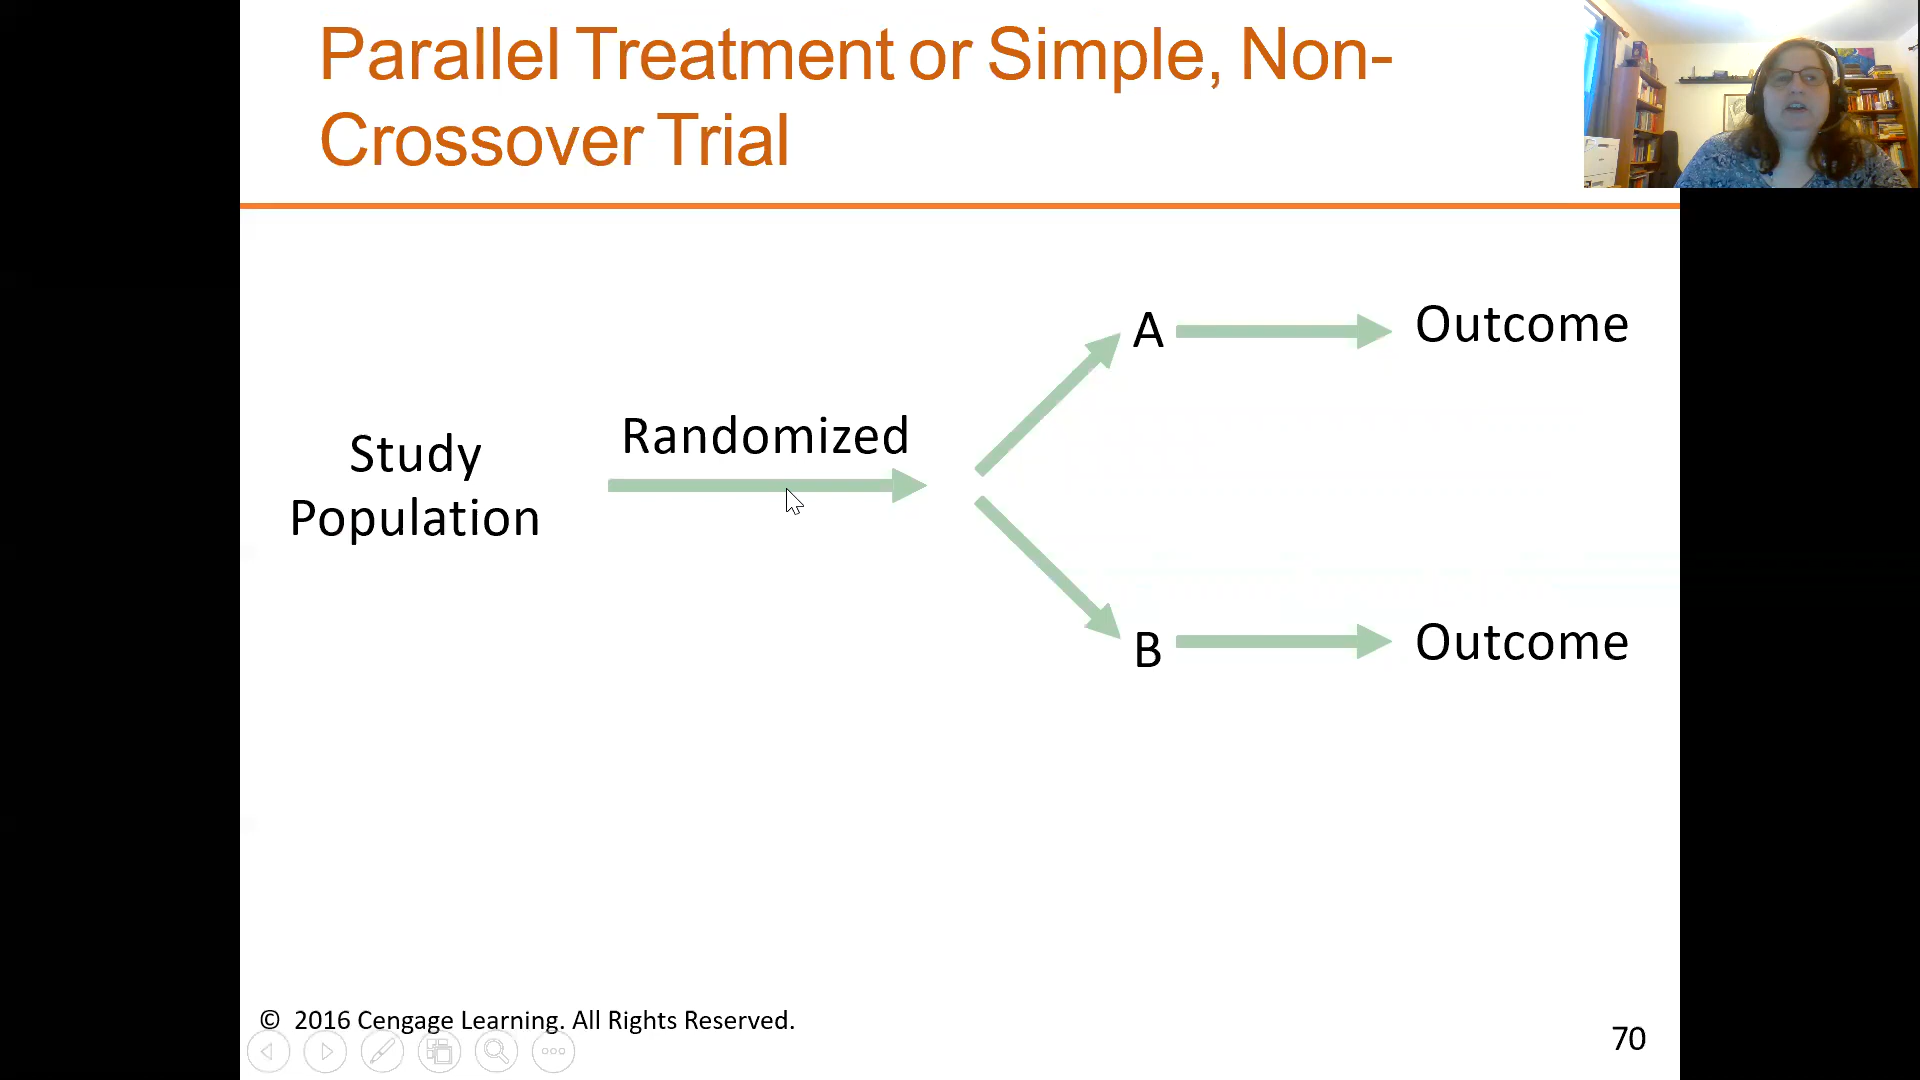 Parallel Treatment or Simple, Non-
Crossover Trial
Study
Population
Randomized
A
Outcome
B
Outcome
© 2016 Cengage Learning. All Rights Reserved.
70